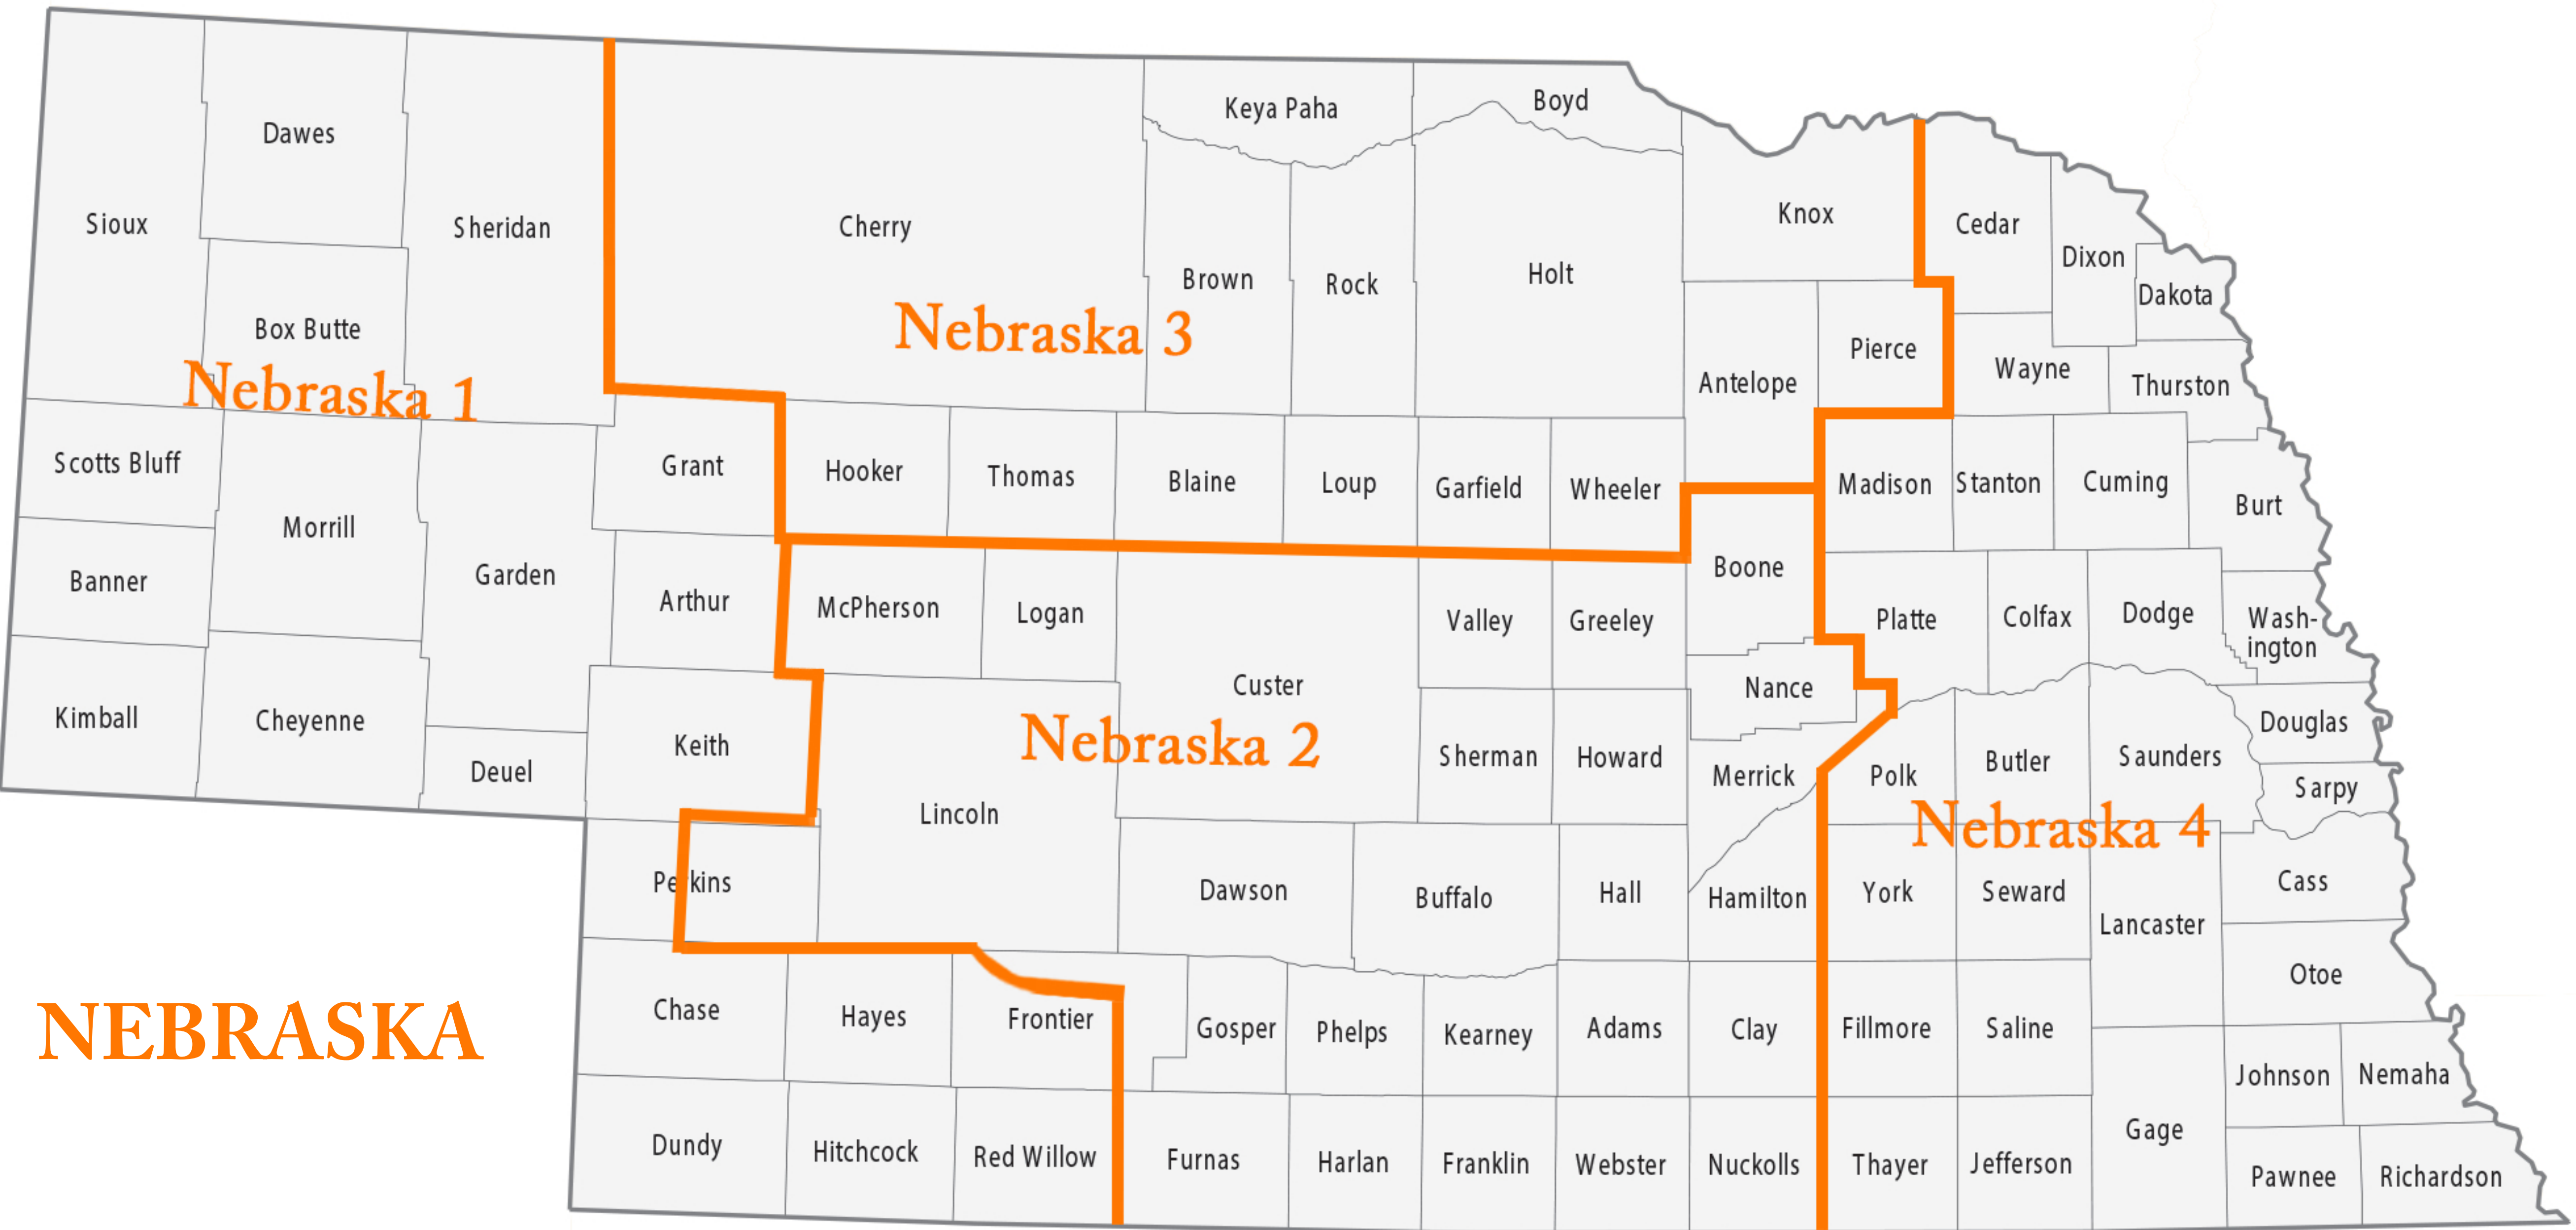 Keya Paha
Boyd
Dawes
Sioux
Sheridan
Cherry
Knox
Cedar
Dixon
Brown
Rock
Holt
Dakota
Box Butte
Nebraska 3
Pierce
Antelope
Wayne
Thurston
Nebraska 1
Scotts Bluff
Grant
Hooker
Thomas
Blaine
Loup
Garfield
Wheeler
Madison
Stanton
Cuming
Burt
Morrill
Banner
Garden
Arthur
McPherson
Logan
Valley
Greeley
Boone
Platte
Colfax
Dodge
Wash-
ington
Kimball
Cheyenne
Keith
Deuel
Custer
Nebraska 2
Nance
Sherman
Howard
Merrick
Polk
Butler
Saunders
Douglas
Sarpy
Lincoln
Nebraska 4
Perkins
Dawson
Buffalo
Hall
Hamilton
York
Seward
Lancaster
Cass
Otoe
NEBRASKA
Chase
Hayes
Frontier
Gosper
Phelps
Kearney
Adams
Clay
Fillmore
Saline
Johnson
Nemaha
Dundy
Hitchcock
Red Willow
Furnas
Harlan
Franklin
Webster
Nuckolls
Thayer
Jefferson
Gage
Pawnee
Richardson